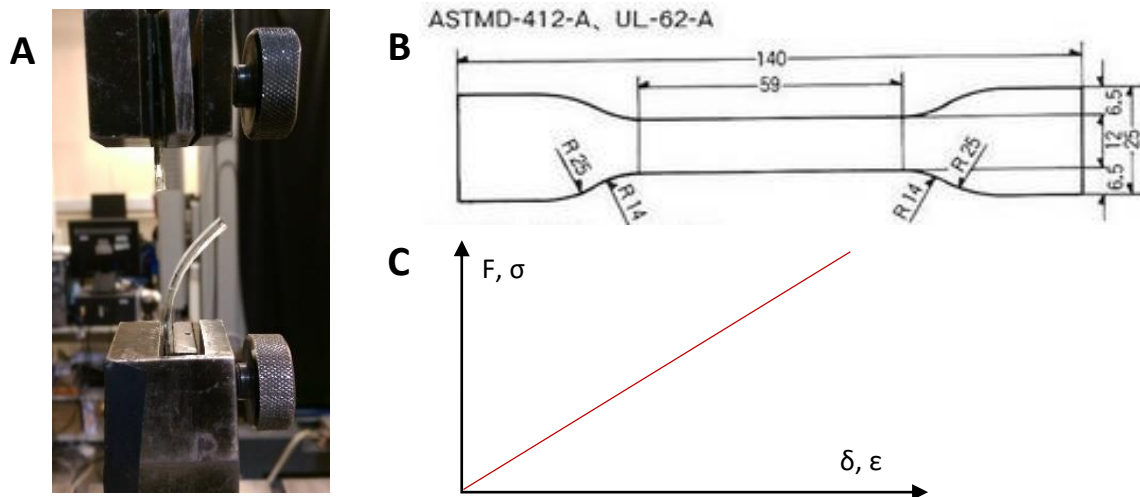 A
B
ASTMD-412-A、UL-62-A
140
59
6.5
12
25
6.5
R 25
R 14
R 25
R 14
C
F, σ
δ, ε